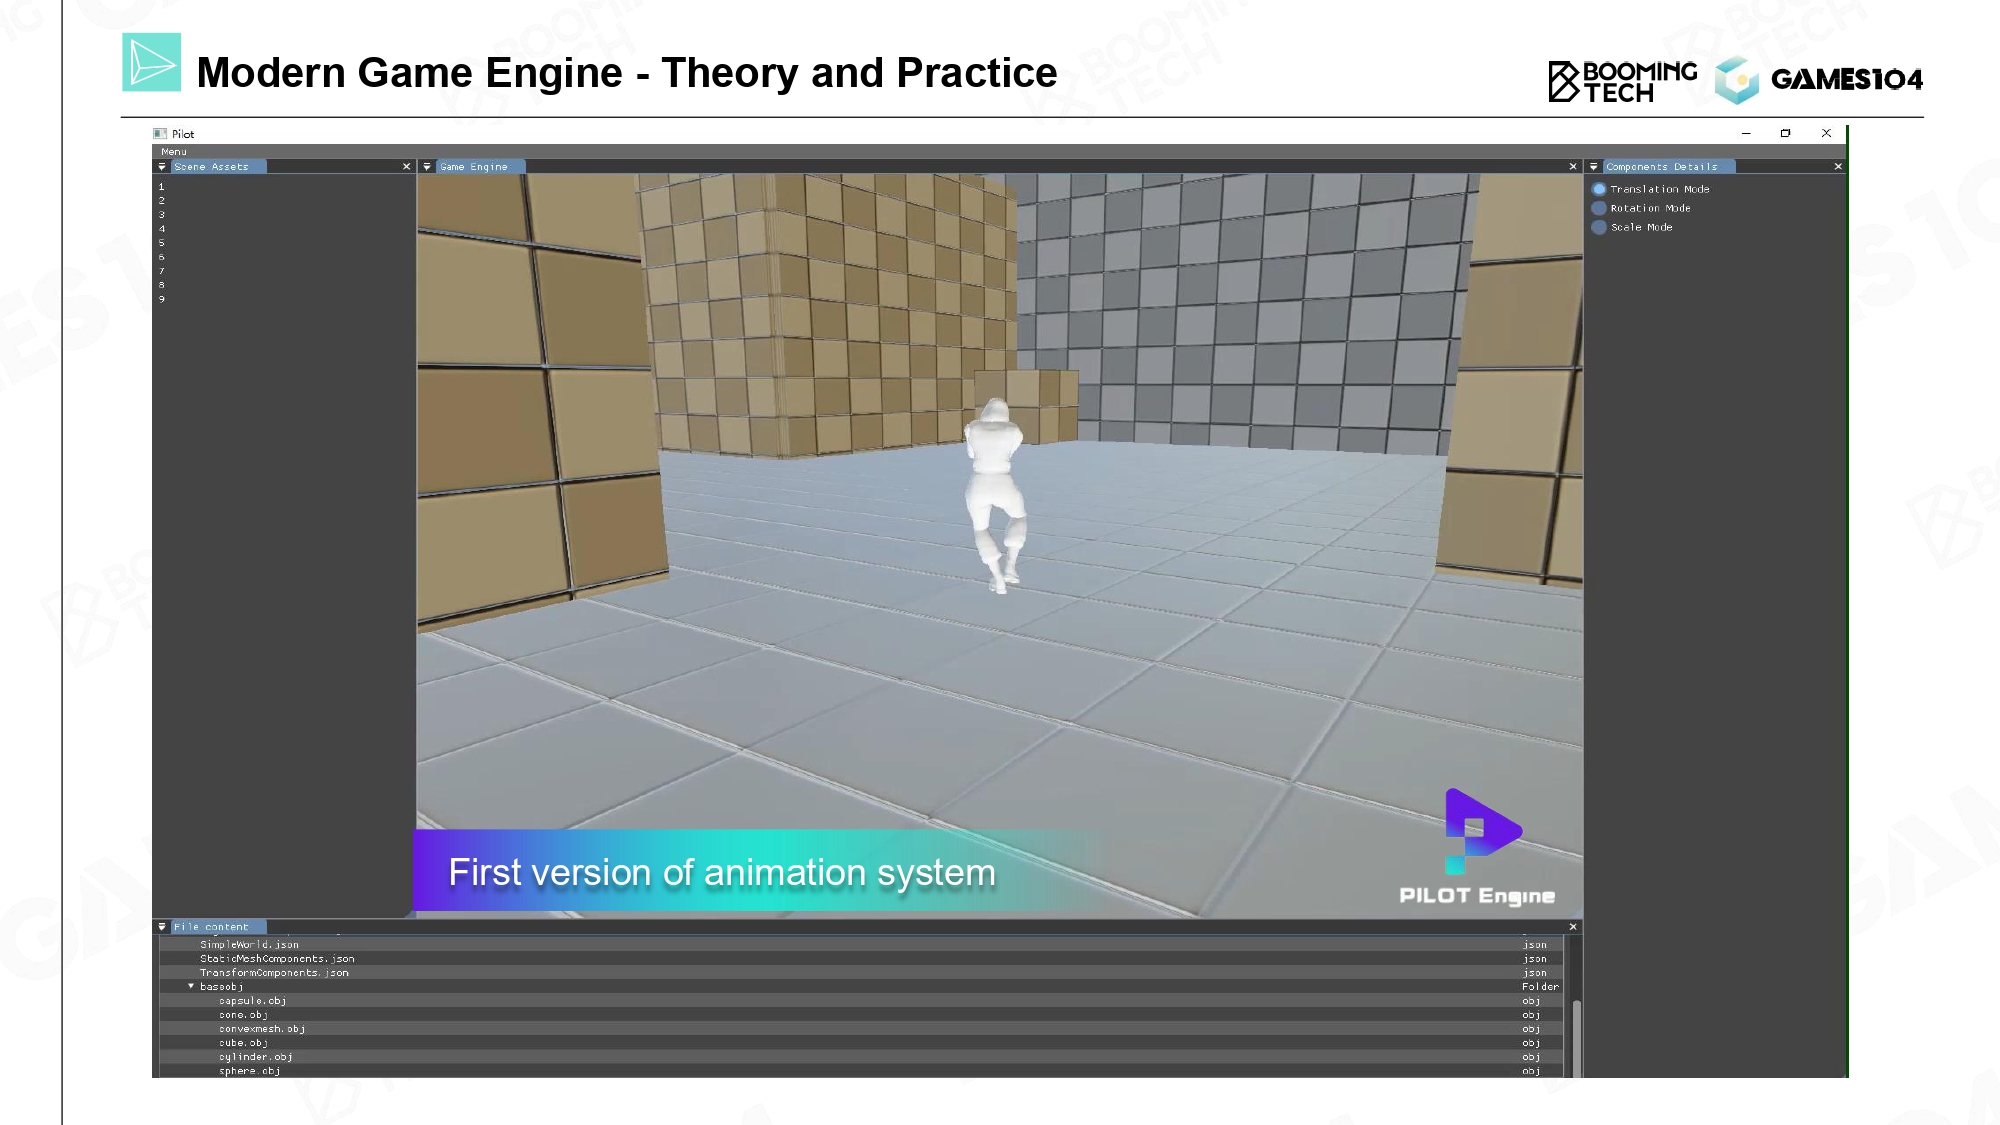 Modern Game Engine - Theory and Practice
BOOMING
TECH
GAMES104
Pilot
Menu
Scene Assets
Game Engine
Components Details
1
2
3
4
5
6
7
8
9
Translation Mode
Rotation Mode
Scale Mode
First version of animation system
PILOT Engine
File content
SimpleWorld.json json
StaticMeshComponents.json json
TransformComponents.json json
baseobj Folder
capsule.obj obj
cone.obj obj
convexmesh.obj obj
cube.obj obj
cylinder.obj obj
sphere.obj obj